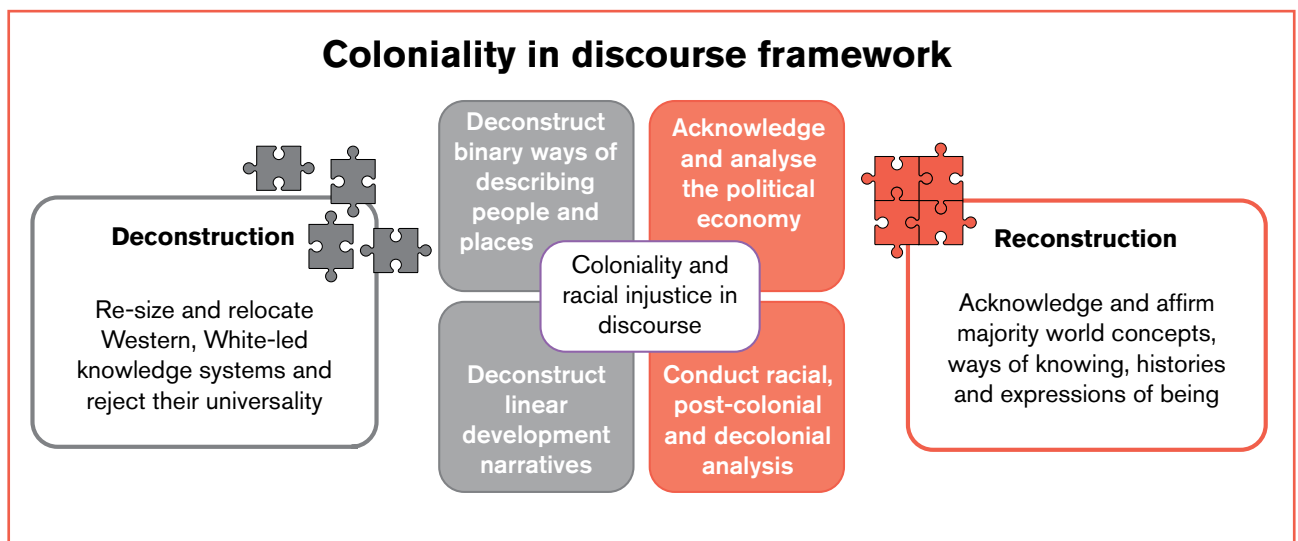 Coloniality in discourse framework
Deconstruction
Re-size and relocate
Western, White-led
knowledge systems and
reject their universality
Deconstruct
binary ways of
describing
people and
places
Acknowledge
and analyse
the political
economy
Coloniality and
racial injustice in
discourse
Deconstruct
linear
development
narratives
Conduct racial,
post-colonial
and decolonial
analysis
Reconstruction
Acknowledge and affirm
majority world concepts,
ways of knowing, histories
and expressions of being